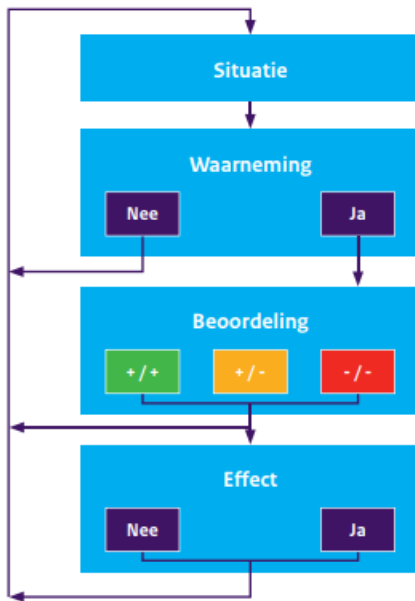 Situatie
Waarneming
Nee
Ja
Beoordeling
+/+
+/-
-/-
Effect
Nee
Ja